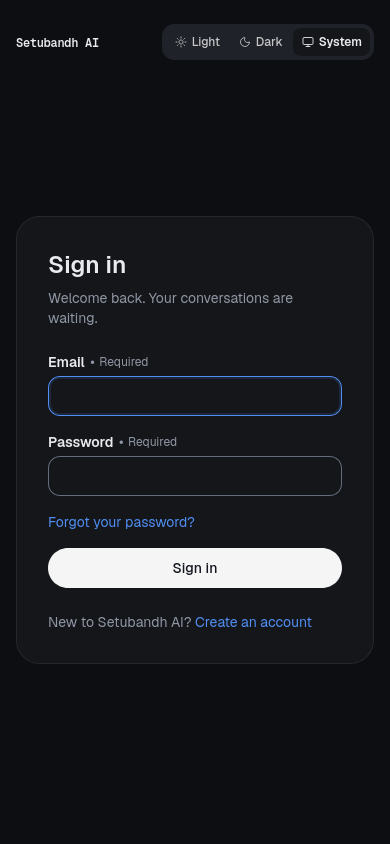 Setubandh AI
Light Dark System
Sign in
Welcome back. Your conversations are
waiting.
Email • Required
Password • Required
Forgot your password?
Sign in
New to Setubandh AI? Create an account